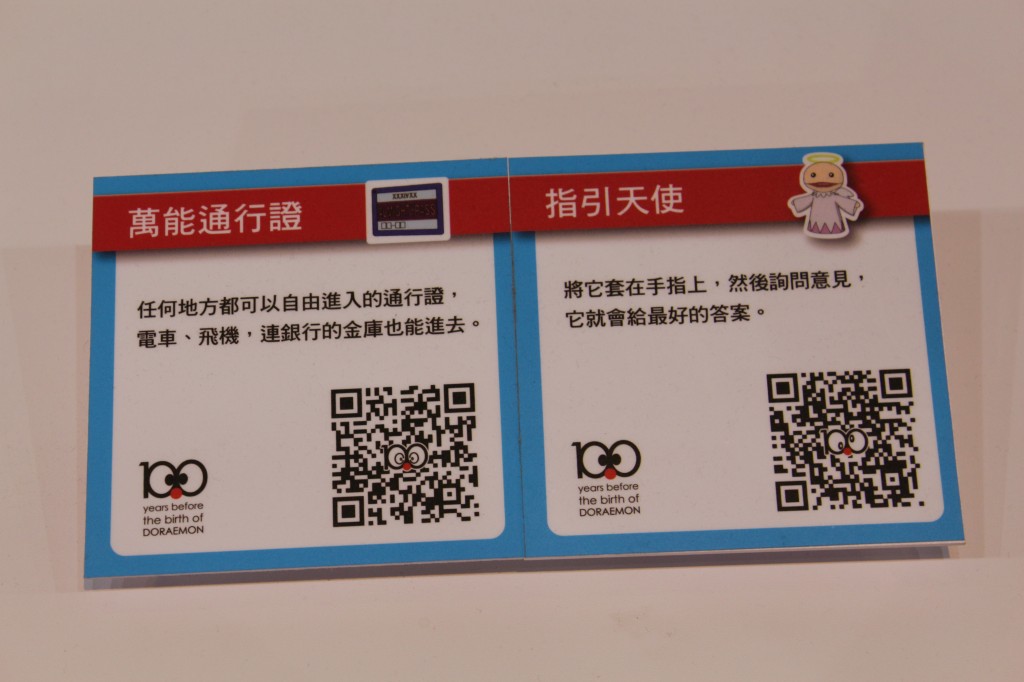 萬能通行證
任何地方都可以自由進入的通行證，
電車、飛機，連銀行的金庫也能進去。
100
years before
the birth of
DORAEMON
指引天使
將它套在手指上，然後詢問意見，
它就會給最好的答案。
100
years before
the birth of
DORAEMON